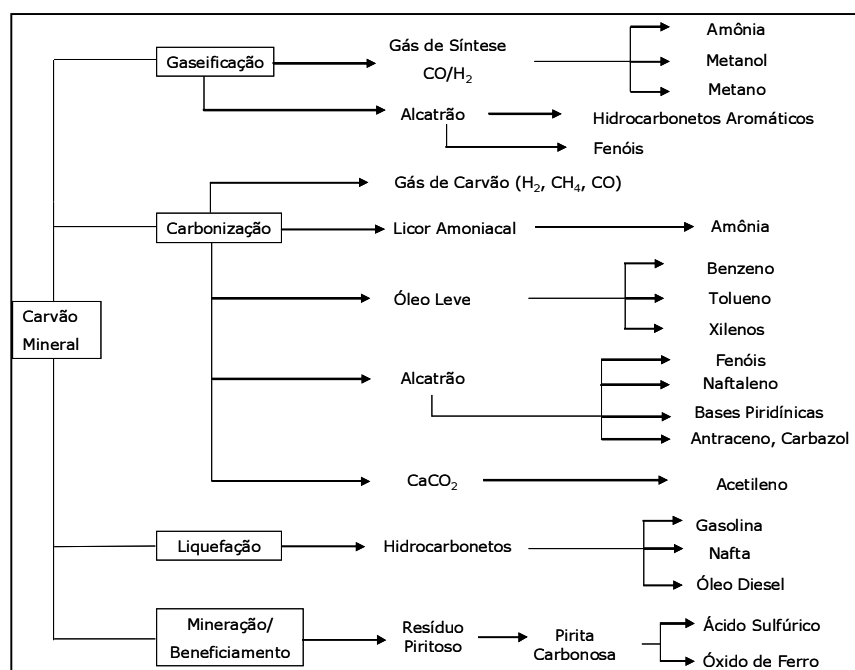 Carvão
Mineral
Gaseificação
Gás de Síntese
CO/H₂
Amônia
Metanol
Metano
Alcatrão
Hidrocarbonetos Aromáticos
Fenóis
Carbonização
Gás de Carvão (H₂, CH₄, CO)
Licor Amoniacal
Amônia
Óleo Leve
Benzeno
Tolueno
Xilenos
Alcatrão
Fenóis
Naftaleno
Bases Piridínicas
Antraceno, Carbazol
CaCO₂
Acetileno
Liquefação
Hidrocarbonetos
Gasolina
Nafta
Óleo Diesel
Mineração/
Beneficiamento
Resíduo
Piritoso
Pirita
Carbonosa
Ácido Sulfúrico
Óxido de Ferro